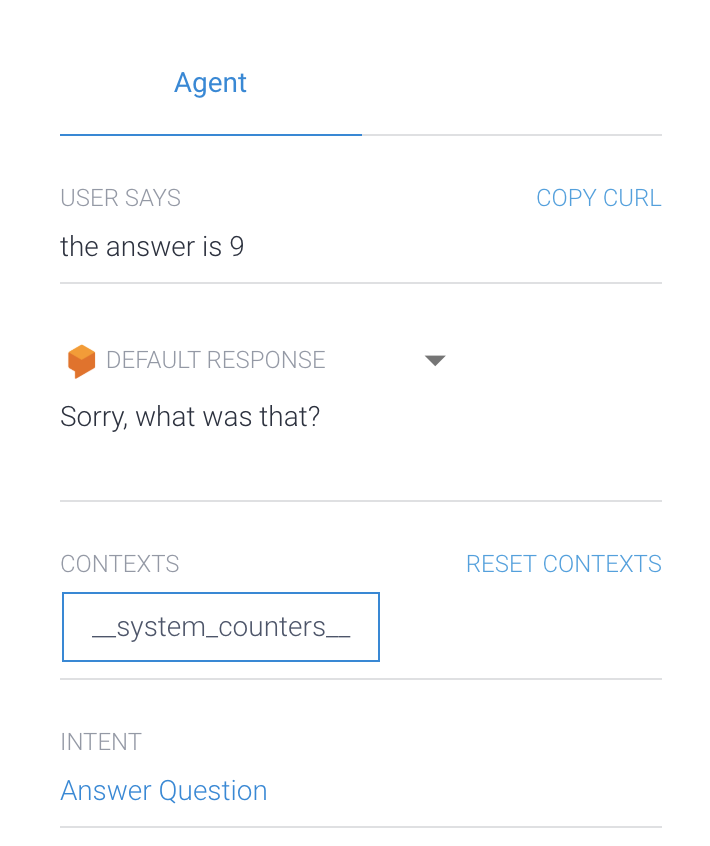 Agent
USER SAYS COPY CURL
the answer is 9
DEFAULT RESPONSE
Sorry, what was that?
CONTEXTS RESET CONTEXTS
__system_counters__
INTENT
Answer Question